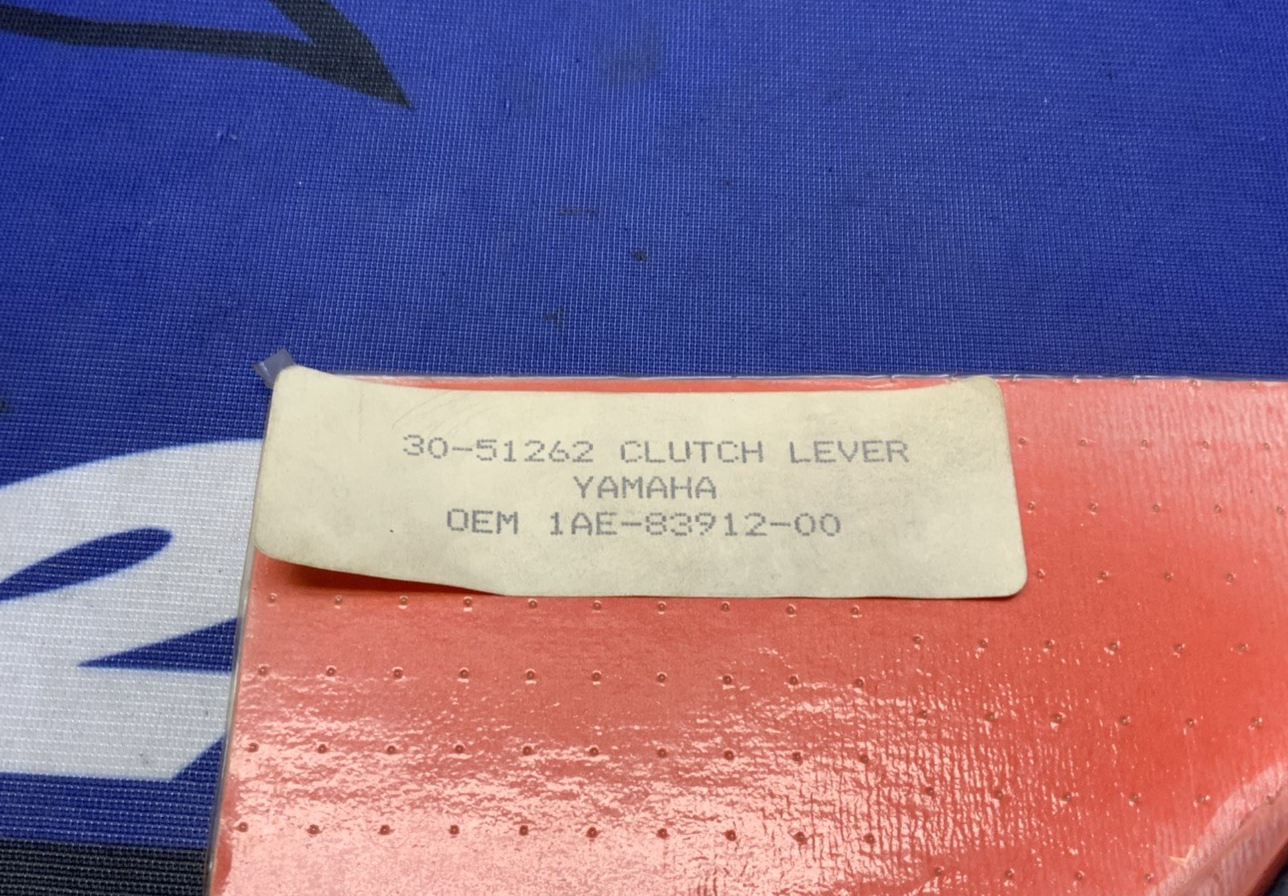 30-51262 CLUTCH LEVER
YAMAHA
OEM 1AE-83912-00